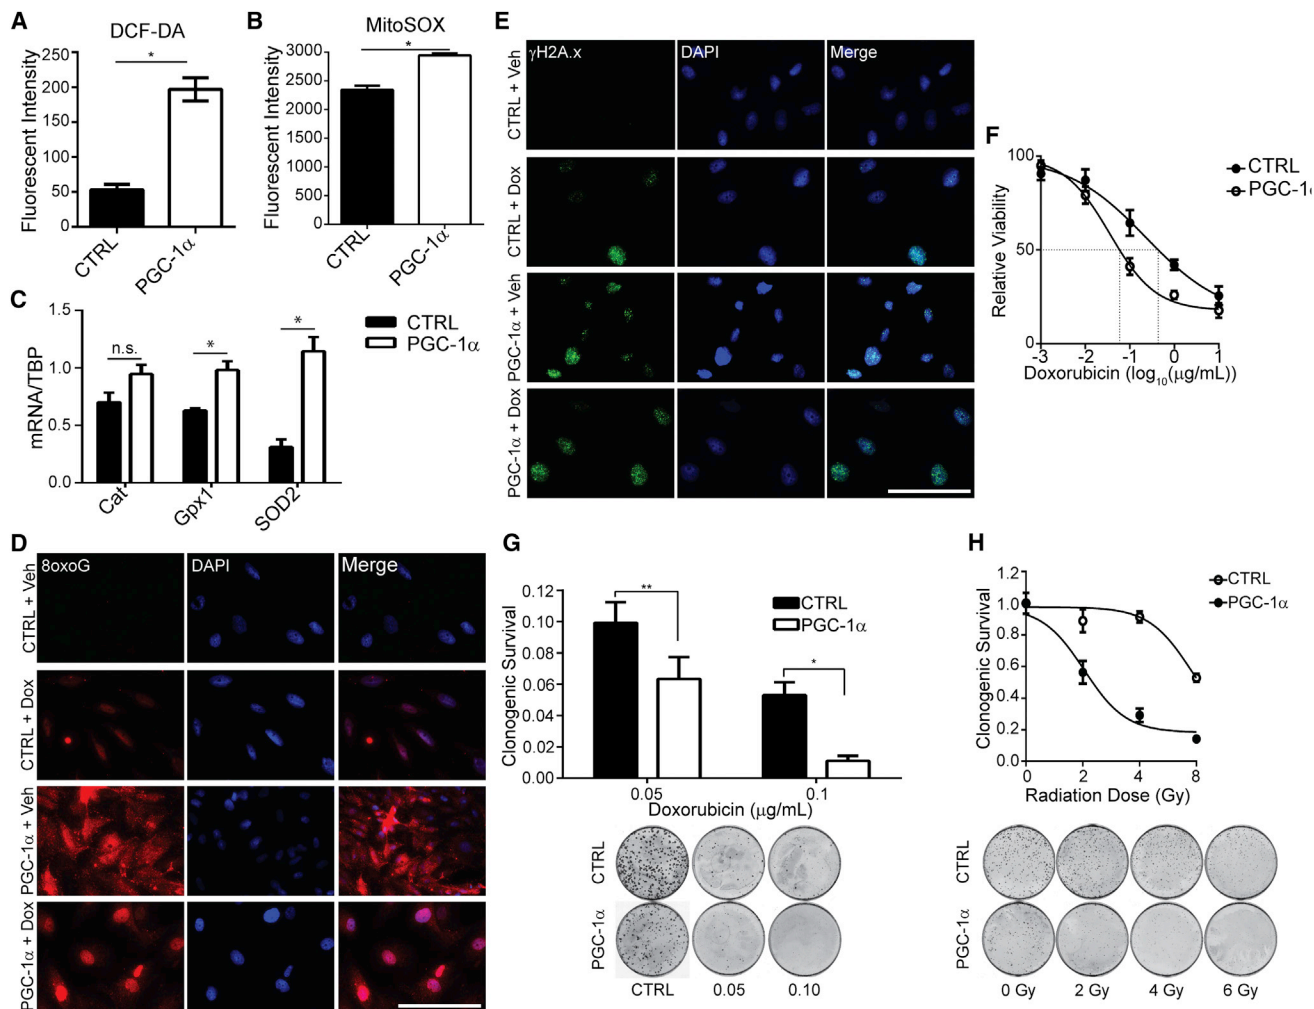 A
DCF-DA
Fluorescent Intensity
250
200
150
100
50
0
*
CTRL
PGC-1α
B
MitoSOX
Fluorescent Intensity
3000
2500
2000
1500
1000
500
0
*
CTRL
PGC-1α
C
mRNA/TBP
1.5
1.0
0.5
0.0
n.s.
*
*
CTRL
PGC-1α
Cat
Gpx1
SOD2
D
8oxoG
DAPI
Merge
CTRL + Veh
CTRL + Dox
PGC-1α + Veh
PGC-1α + Dox
E
γH2A.x
DAPI
Merge
CTRL + Veh
CTRL + Dox
PGC-1α + Veh
PGC-1α + Dox
F
Relative Viability
100
50
0
-3
-2
-1
0
1
Doxorubicin (log10(μg/mL))
CTRL
PGC-1
G
Clonogenic Survival
0.12
0.10
0.08
0.06
0.04
0.02
0.00
**
*
CTRL
PGC-1α
0.05
0.1
Doxorubicin (μg/mL)
CTRL
PGC-1α
CTRL
0.05
0.10
H
Clonogenic Survival
1.2
1.0
0.8
0.6
0.4
0.2
0.0
0
2
4
8
Radiation Dose (Gy)
CTRL
PGC-1α
CTRL
PGC-1α
0 Gy
2 Gy
4 Gy
6 Gy